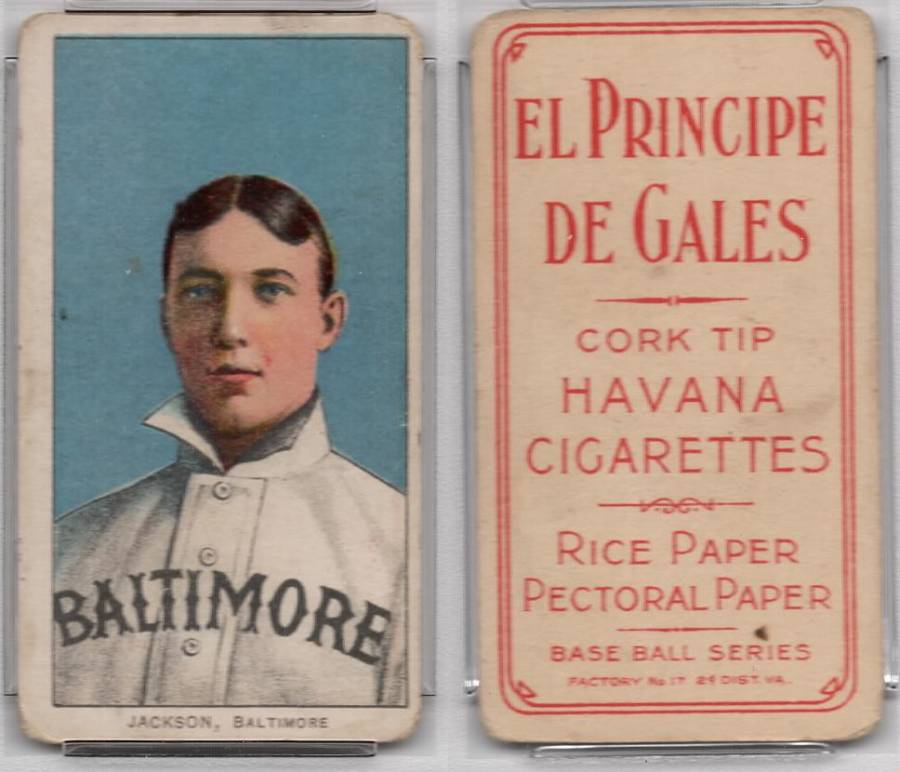 BALTIMORE
JACKSON, BALTIMORE
EL PRINCIPE
DE GALES
CORK TIP
HAVANA
CIGARETTES
RICE PAPER
PECTORAL PAPER
BASE BALL SERIES
FACTORY No 17 2d DIST. VA.